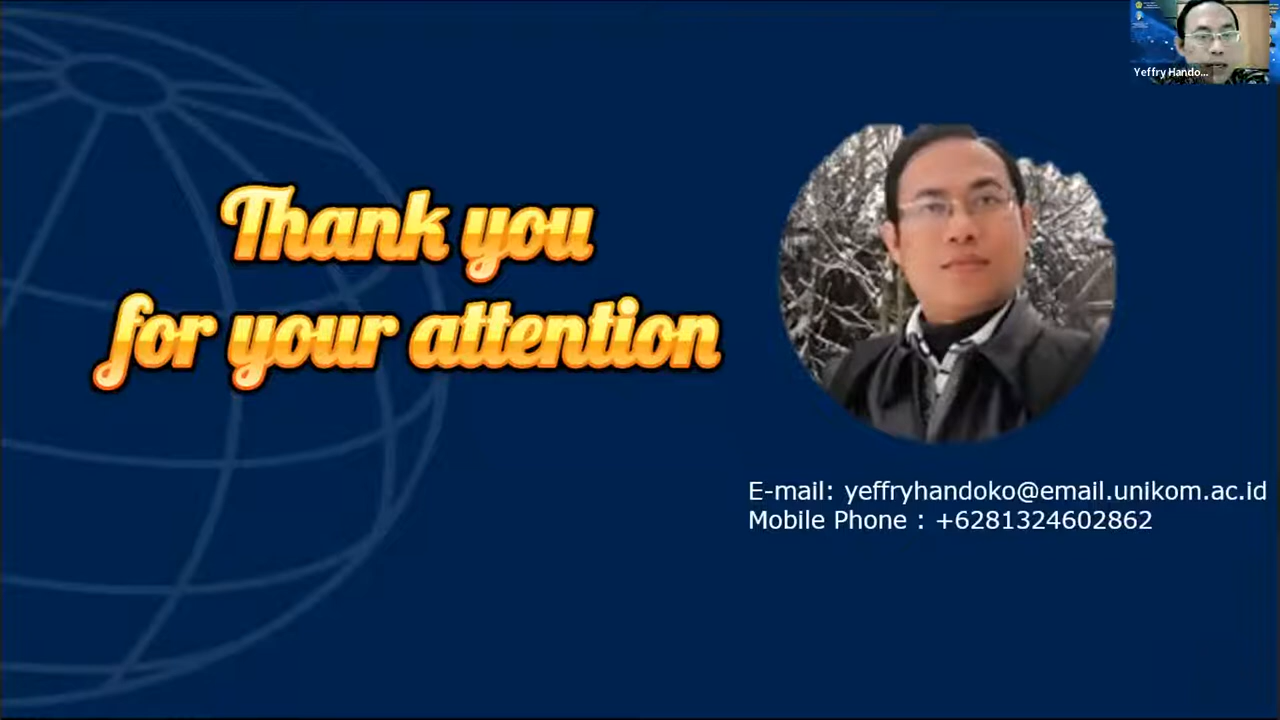 Yeffry Hando...
Thank you
for your attention
E-mail: yeffryhandoko@email.unikom.ac.id
Mobile Phone : +6281324602862